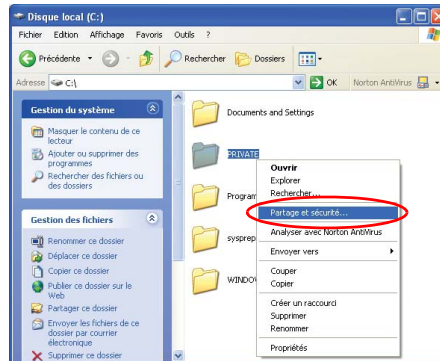 Disque local (C:)
Fichier Edition Affichage Favoris Outils ?
Précédente Rechercher Dossiers
Adresse C:\ OK Norton AntiVirus
Gestion du système
Masquer le contenu de ce
lecteur
Ajouter ou supprimer des
programmes
Rechercher des fichiers ou
des dossiers
Gestion des fichiers
Renommer ce dossier
Déplacer ce dossier
Copier ce dossier
Publier ce dossier sur le
Web
Partager ce dossier
Envoyer les fichiers de ce
dossier par courrier
électronique
Supprimer ce dossier
Documents and Settings
PRIVATE
Program
sysprep
WINDO
Ouvrir
Explorer
Rechercher...
Partage et sécurité...
Analyser avec Norton AntiVirus
Envoyer vers
Couper
Copier
Créer un raccourci
Supprimer
Renommer
Propriétés